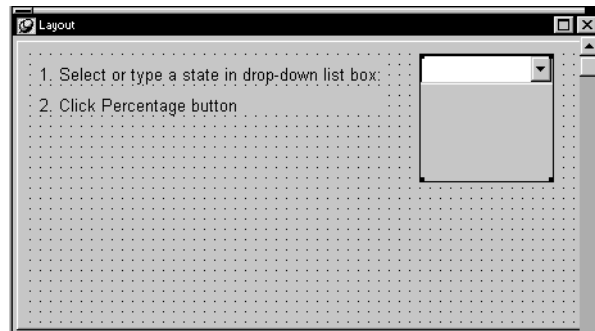 Layout
1. Select or type a state in drop-down list box:
2. Click Percentage button